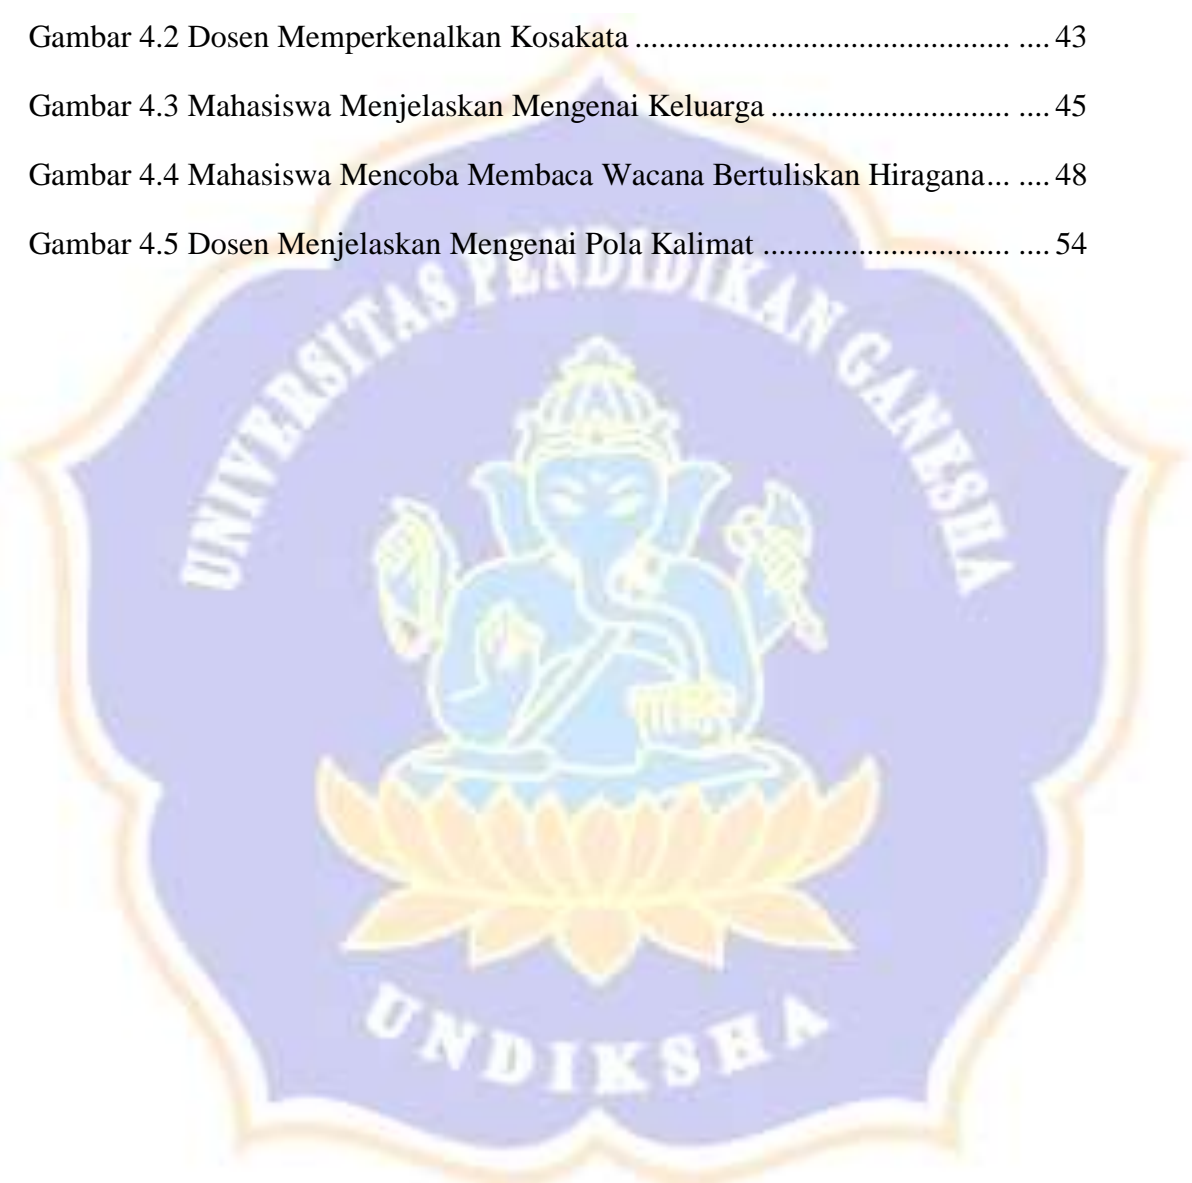 Gambar 4.2 Dosen Memperkenalkan Kosakata ............................................... .... 43
Gambar 4.3 Mahasiswa Menjelaskan Mengenai Keluarga .............................. .... 45
Gambar 4.4 Mahasiswa Mencoba Membaca Wacana Bertuliskan Hiragana... .... 48
Gambar 4.5 Dosen Menjelaskan Mengenai Pola Kalimat ................................... .... 54
UNIVERSITAS PENDIDIKAN GANESHA
UNDIKSHA